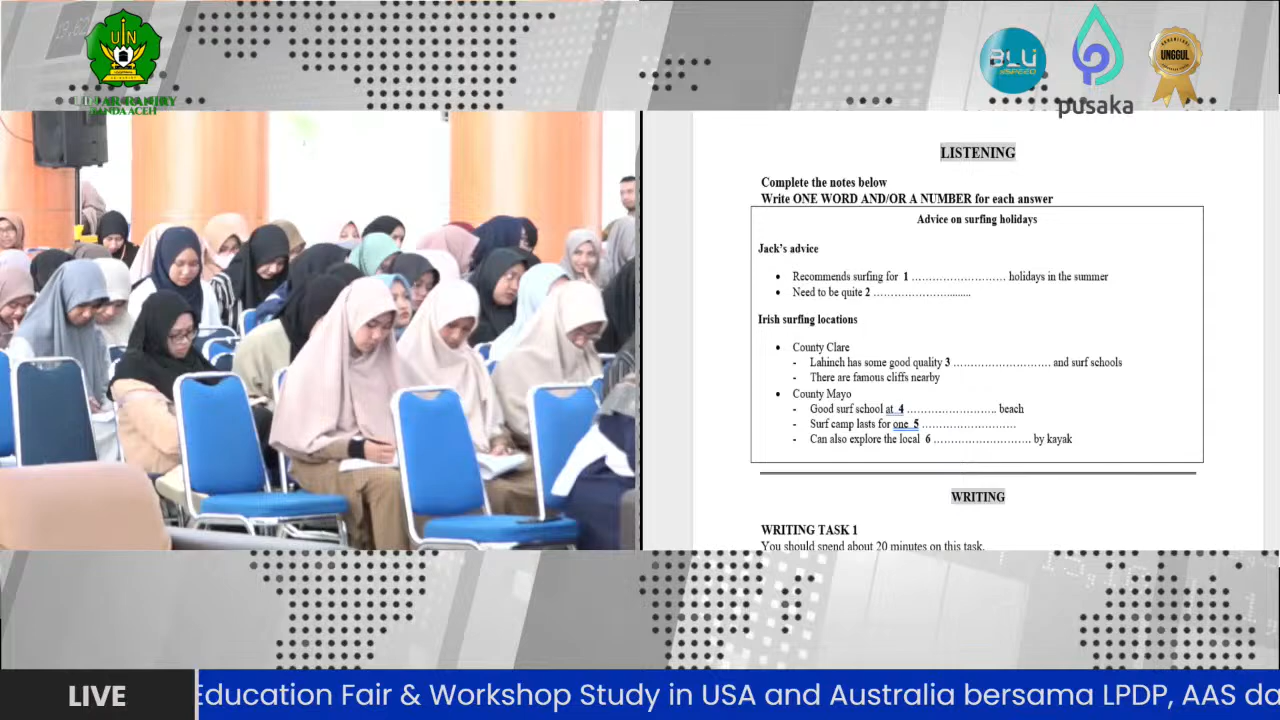 UIN
UIN AR-RANIRY
BANDA ACEH
BLU
SPEED
pusaka
UNGGUL
LISTENING
Complete the notes below
Write ONE WORD AND/OR A NUMBER for each answer
Advice on surfing holidays
Jack's advice
• Recommends surfing for 1 ………………………. holidays in the summer
• Need to be quite 2 …………………........
Irish surfing locations
• County Clare
- Lahinch has some good quality 3 ………………………. and surf schools
- There are famous cliffs nearby
• County Mayo
- Good surf school at 4 ……………………. beach
- Surf camp lasts for one 5 ………………………
- Can also explore the local 6 ………………………. by kayak
WRITING
WRITING TASK 1
You should spend about 20 minutes on this task.
LIVE
Education Fair & Workshop Study in USA and Australia bersama LPDP, AAS da